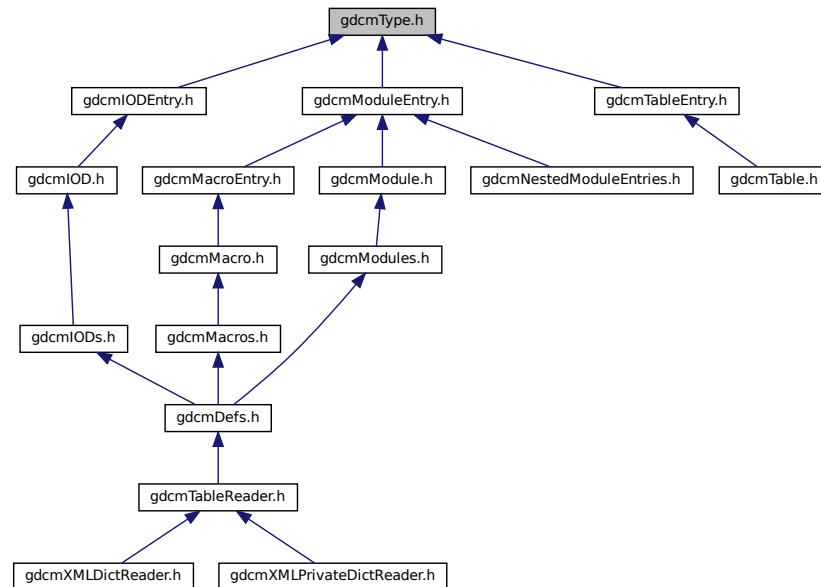 gdcmType.h
gdcmIODEntry.h
gdcmModuleEntry.h
gdcmTableEntry.h
gdcmIOD.h
gdcmMacroEntry.h
gdcmModule.h
gdcmNestedModuleEntries.h
gdcmTable.h
gdcmMacro.h
gdcmModules.h
gdcmIODs.h
gdcmMacros.h
gdcmDefs.h
gdcmTableReader.h
gdcmXMLDictReader.h
gdcmXMLPrivateDictReader.h